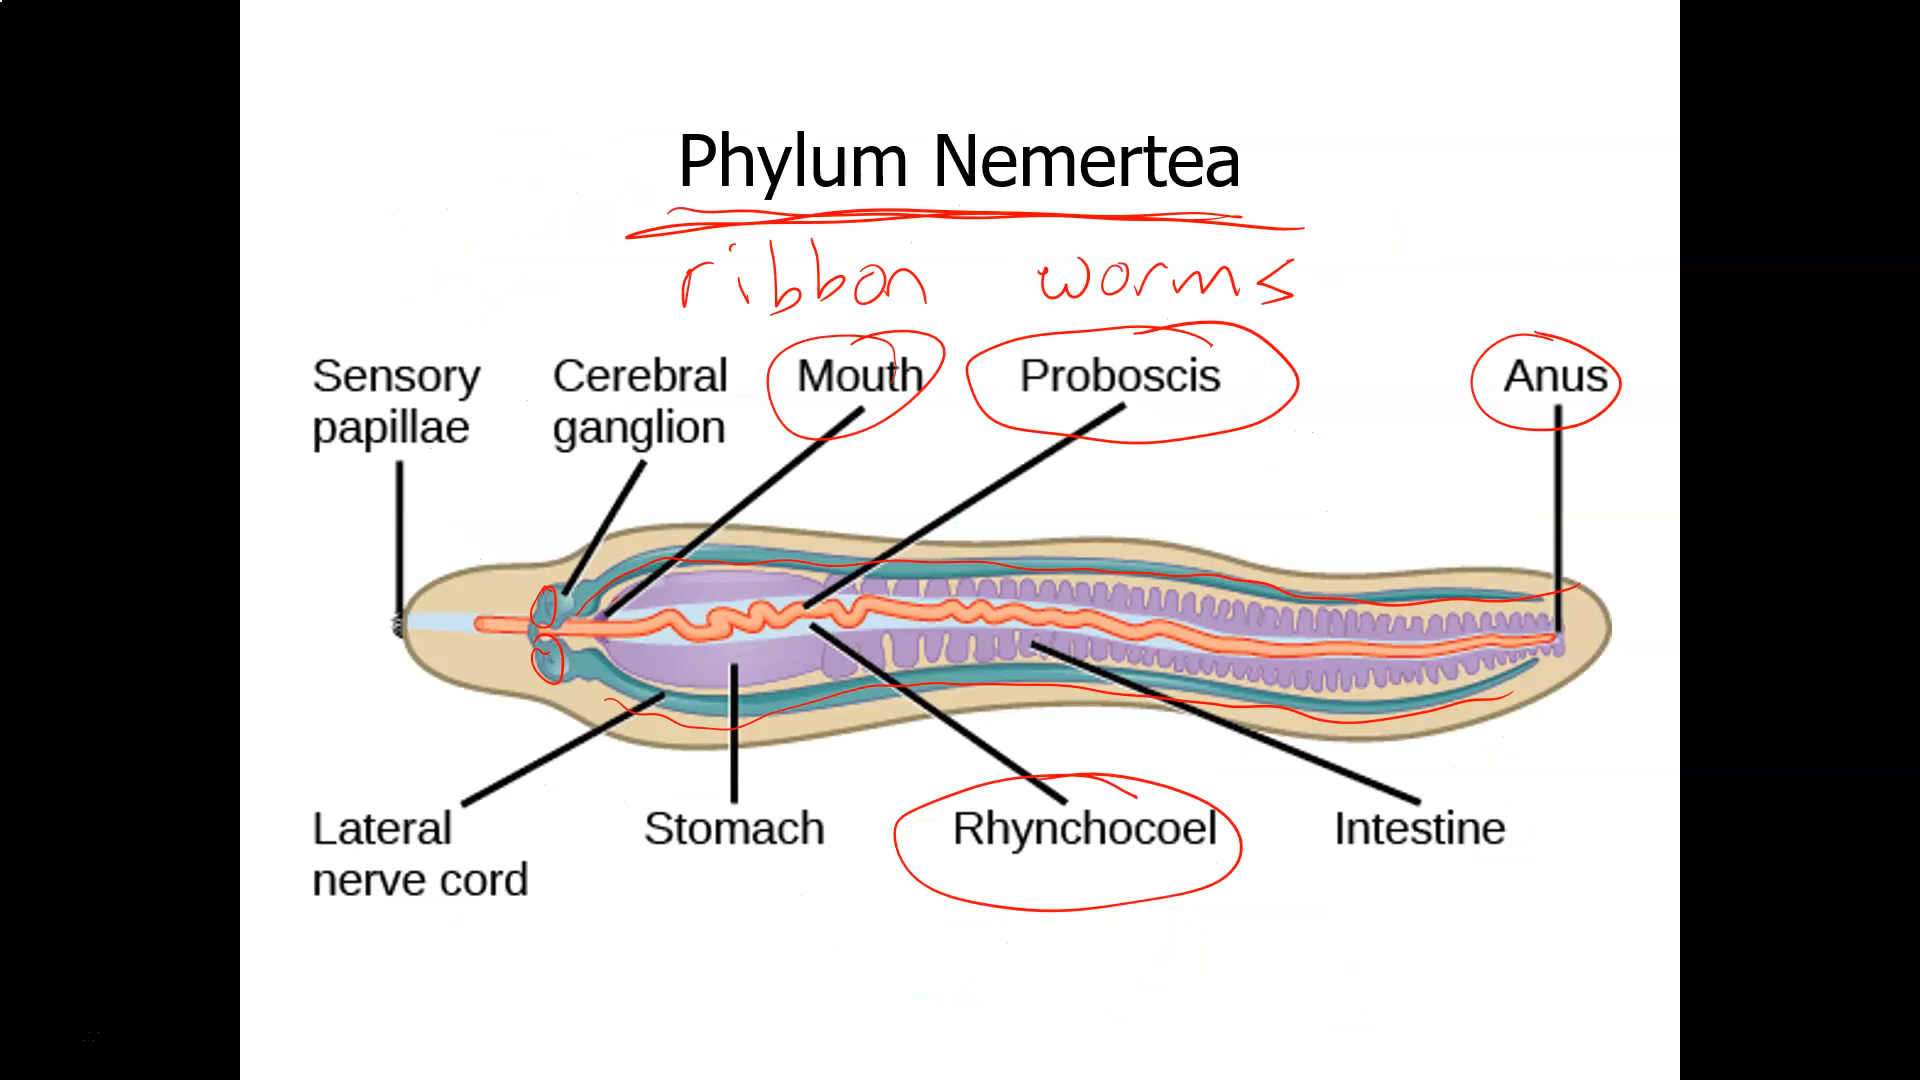 Phylum Nemertea
ribbon worms
Sensory papillae
Cerebral ganglion
Mouth
Proboscis
Anus
Lateral nerve cord
Stomach
Rhynchocoel
Intestine